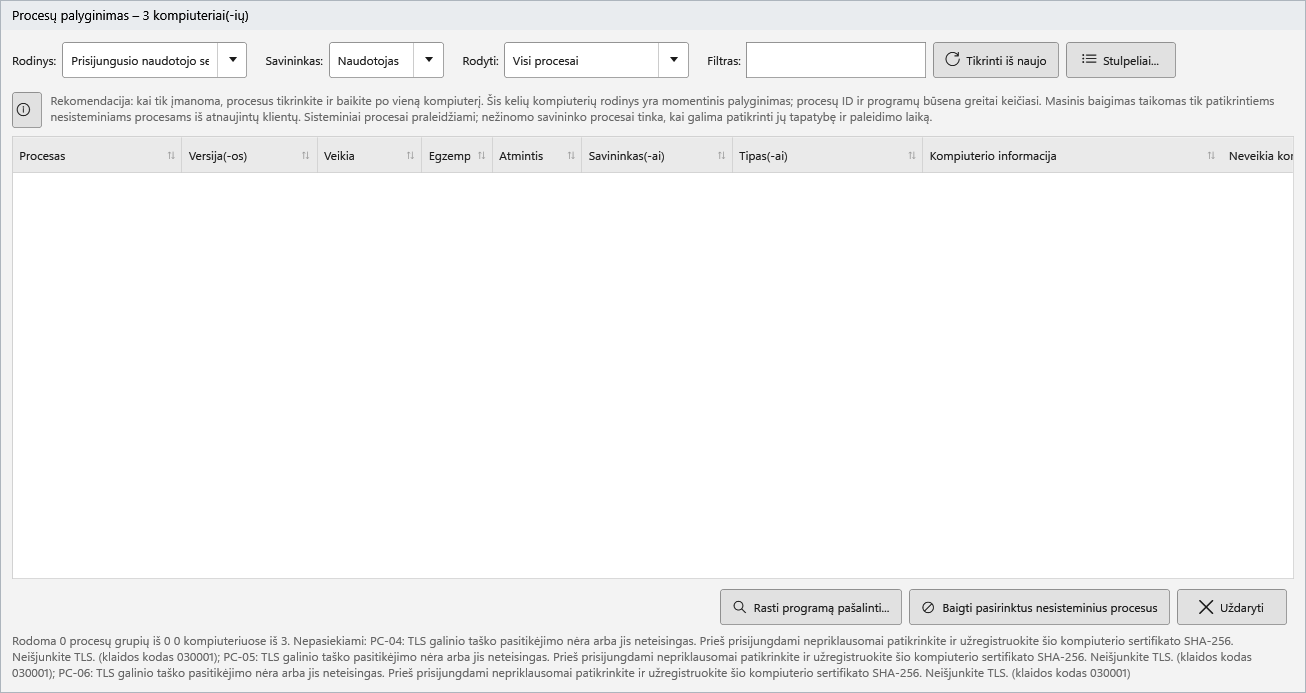 Procesų palyginimas – 3 kompiuteriai(-ių)
Rodinys: Prisijungusio naudotojo se Savininkas: Naudotojas Rodyti: Visi procesai Filtras: Tikrinti iš naujo Stulpeliai...
Rekomendacija: kai tik įmanoma, procesus tikrinkite ir baikite po vieną kompiuterį. Šis kelių kompiuterių rodinys yra momentinis palyginimas; procesų ID ir programų būsena greitai keičiasi. Masinis baigimas taikomas tik patikrintiems
nesisteminiams procesams iš atnaujintų klientų. Sisteminiai procesai praleidžiami; nežinomo savininko procesai tinka, kai galima patikrinti jų tapatybę ir paleidimo laiką.
Procesas Versija(-os) Veikia Egzemp Atmintis Savininkas(-ai) Tipas(-ai) Kompiuterio informacija Neveikia kor
Rasti programą pašalinti... Baigti pasirinktus nesisteminius procesus Uždaryti
Rodoma 0 procesų grupių iš 0 0 kompiuteriuose iš 3. Nepasiekiami: PC-04: TLS galinio taško pasitikėjimo nėra arba jis neteisingas. Prieš prisijungdami nepriklausomai patikrinkite ir užregistruokite šio kompiuterio sertifikato SHA-256.
Neišjunkite TLS. (klaidos kodas 030001); PC-05: TLS galinio taško pasitikėjimo nėra arba jis neteisingas. Prieš prisijungdami nepriklausomai patikrinkite ir užregistruokite šio kompiuterio sertifikato SHA-256. Neišjunkite TLS. (klaidos kodas
030001); PC-06: TLS galinio taško pasitikėjimo nėra arba jis neteisingas. Prieš prisijungdami nepriklausomai patikrinkite ir užregistruokite šio kompiuterio sertifikato SHA-256. Neišjunkite TLS. (klaidos kodas 030001)